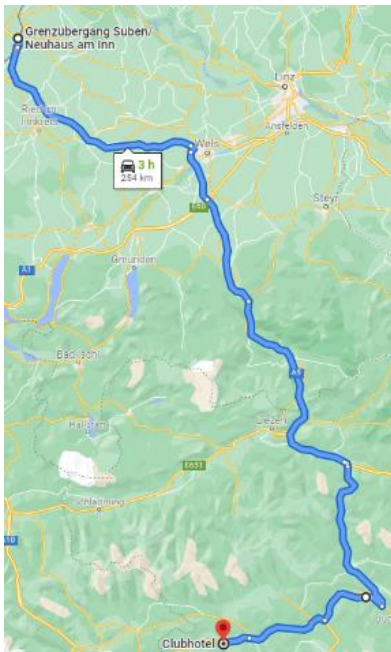 Grenzübergang Suben/
Neuhaus am Inn
Linz
Ried im
Innkreis
Ansfelden
Wels
3 h
254 km
Steyr
Gmunden
A1
Bad Ischl
A9
Liezen
Hallstatt
E651
Schladming
A10
Clubhotel